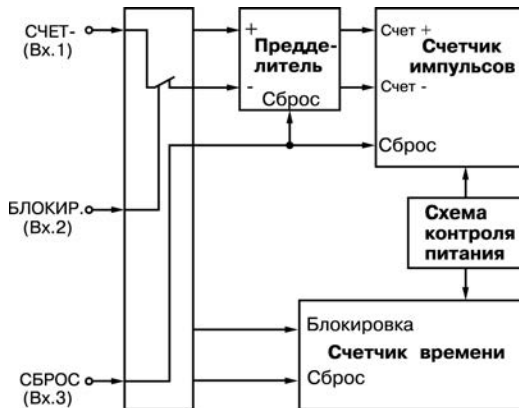 СЧЕТ-
(Вх.1)
БЛОКИР.
(Вх.2)
СБРОС
(Вх.3)
+
Предде-
литель
-
Сброс
Счет +
Счетчик
импульсов
Счет -
Сброс
Схема
контроля
питания
Блокировка
Счетчик времени
Сброс